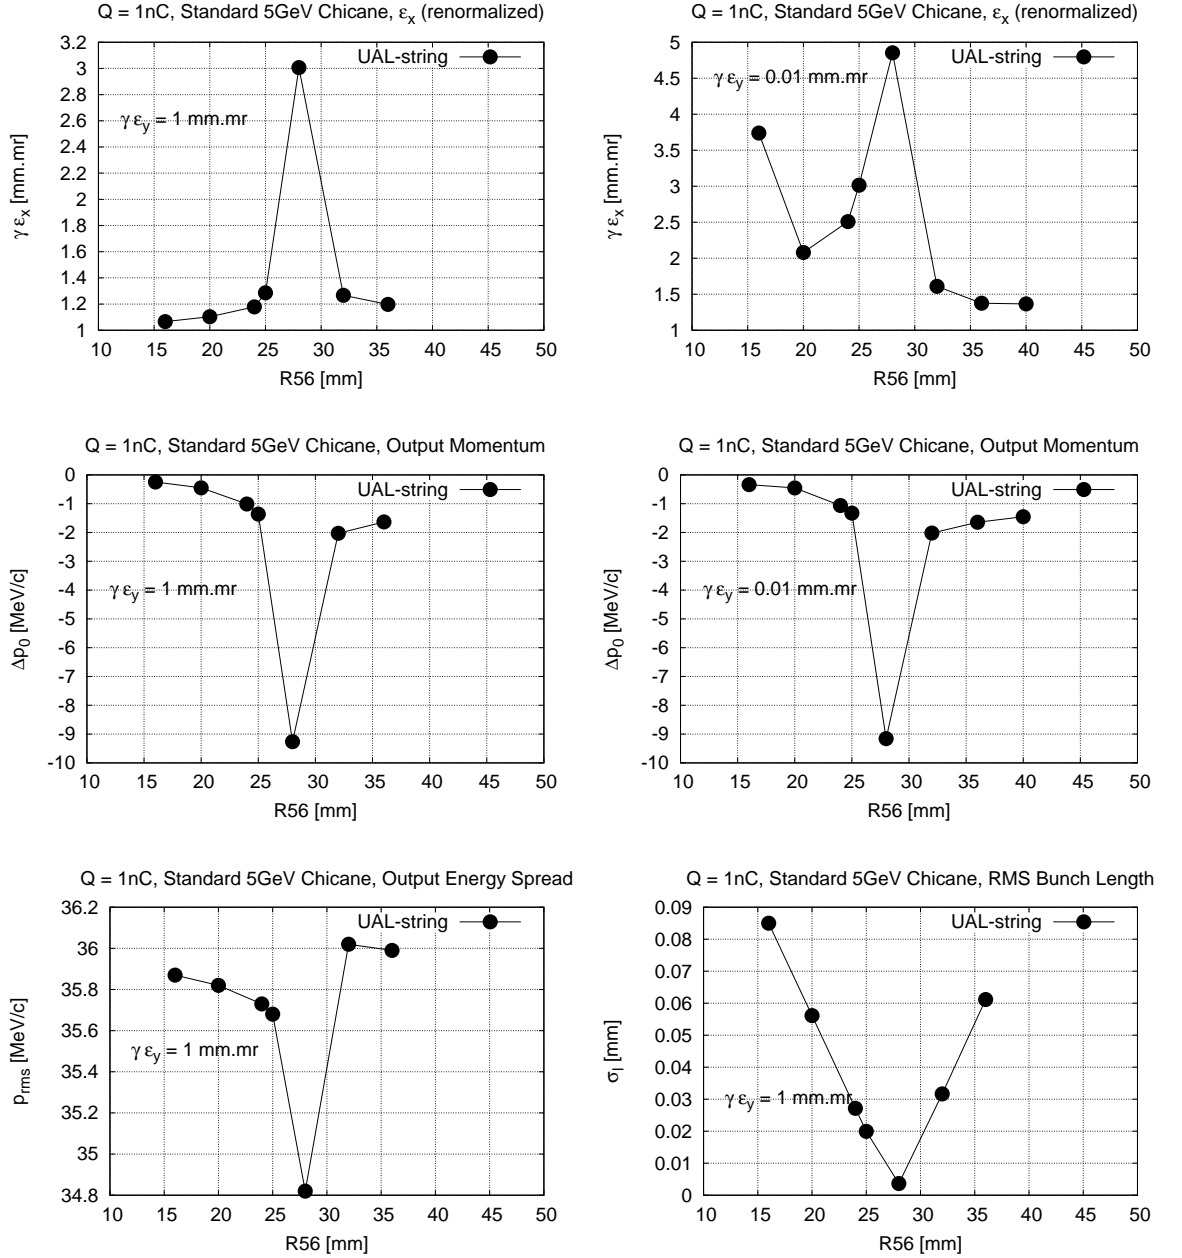 Q = 1nC, Standard 5GeV Chicane, εx (renormalized)
3.2
3
2.8
2.6
2.4
2.2
2
1.8
1.6
1.4
1.2
1
γ εx [mm.mr]
UAL-string
γ εy = 1 mm.mr
10 15 20 25 30 35 40 45 50
R56 [mm]
Q = 1nC, Standard 5GeV Chicane, εx (renormalized)
5
4.5
4
3.5
3
2.5
2
1.5
1
γ εx [mm.mr]
UAL-string
γ εy = 0.01 mm.mr
10 15 20 25 30 35 40 45 50
R56 [mm]
Q = 1nC, Standard 5GeV Chicane, Output Momentum
0
-1
-2
-3
-4
-5
-6
-7
-8
-9
-10
Δp0 [MeV/c]
UAL-string
γ εy = 1 mm.mr
10 15 20 25 30 35 40 45 50
R56 [mm]
Q = 1nC, Standard 5GeV Chicane, Output Momentum
0
-1
-2
-3
-4
-5
-6
-7
-8
-9
-10
Δp0 [MeV/c]
UAL-string
γ εy = 0.01 mm.mr
10 15 20 25 30 35 40 45 50
R56 [mm]
Q = 1nC, Standard 5GeV Chicane, Output Energy Spread
36.2
36
35.8
35.6
35.4
35.2
35
34.8
prms [MeV/c]
UAL-string
γ εy = 1 mm.mr
10 15 20 25 30 35 40 45 50
R56 [mm]
Q = 1nC, Standard 5GeV Chicane, RMS Bunch Length
0.09
0.08
0.07
0.06
0.05
0.04
0.03
0.02
0.01
0
σl [mm]
UAL-string
γ εy = 1 mm.mr
10 15 20 25 30 35 40 45 50
R56 [mm]